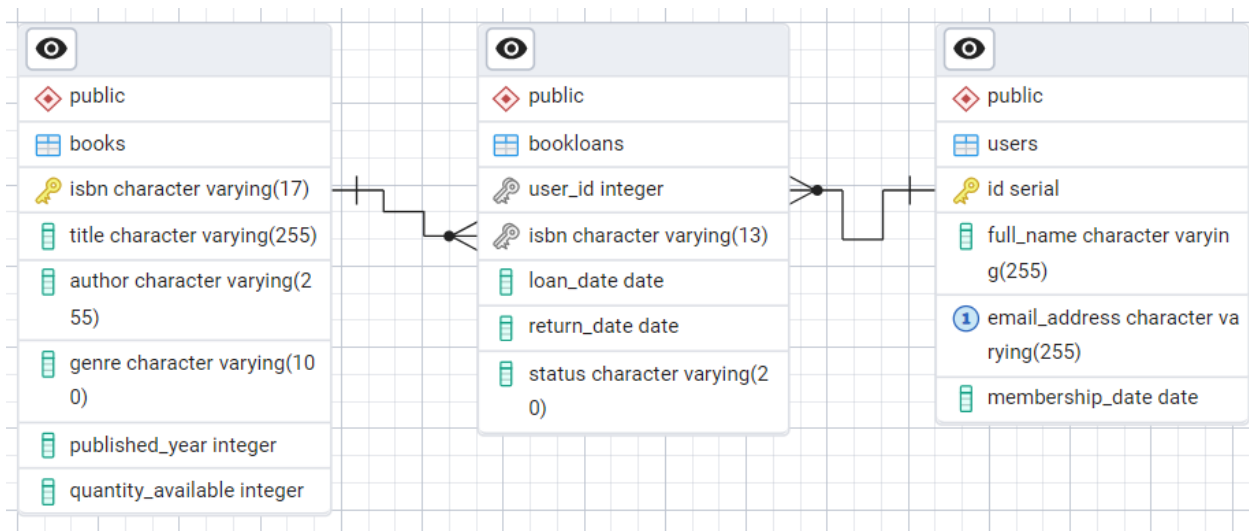 public
books
isbn character varying(17)
title character varying(255)
author character varying(2
55)
genre character varying(10
0)
published_year integer
quantity_available integer
public
bookloans
user_id integer
isbn character varying(13)
loan_date date
return_date date
status character varying(2
0)
public
users
id serial
full_name character varyin
g(255)
1
email_address character va
rying(255)
membership_date date